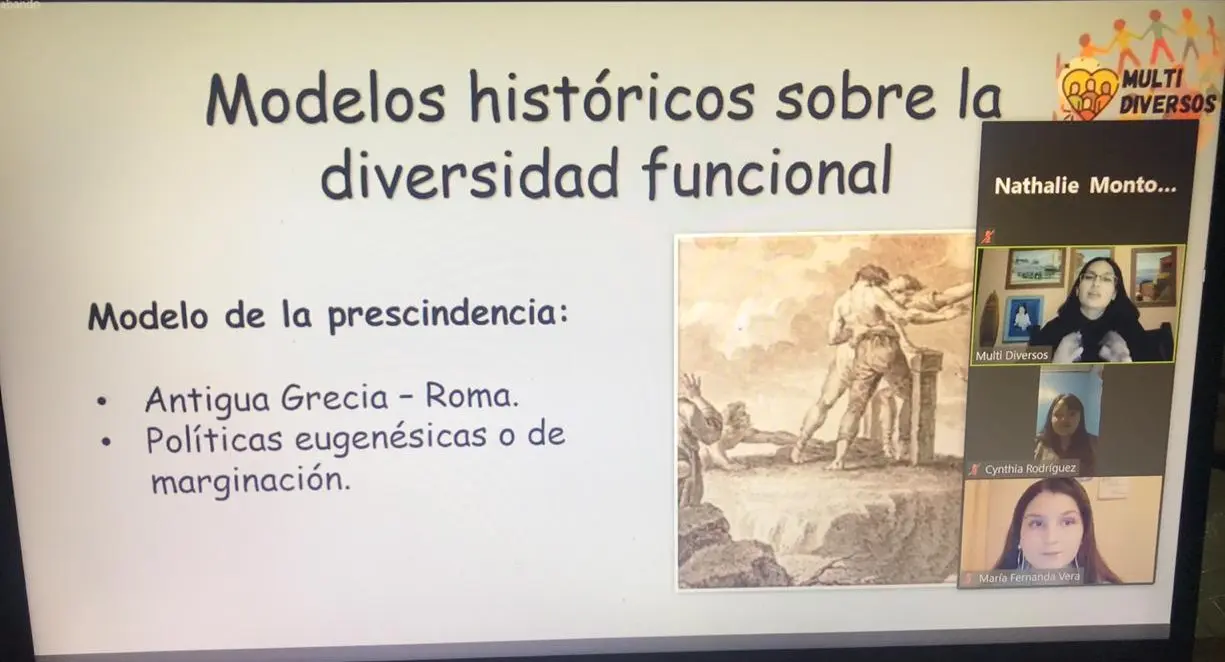 abando
Modelos históricos sobre la
diversidad funcional
MULTI
DIVERSOS
Modelo de la prescindencia:
• Antigua Grecia – Roma.
• Políticas eugenésicas o de
marginación.
Nathalie Monto...
Multi Diversos
Cynthia Rodríguez
María Fernanda Vera